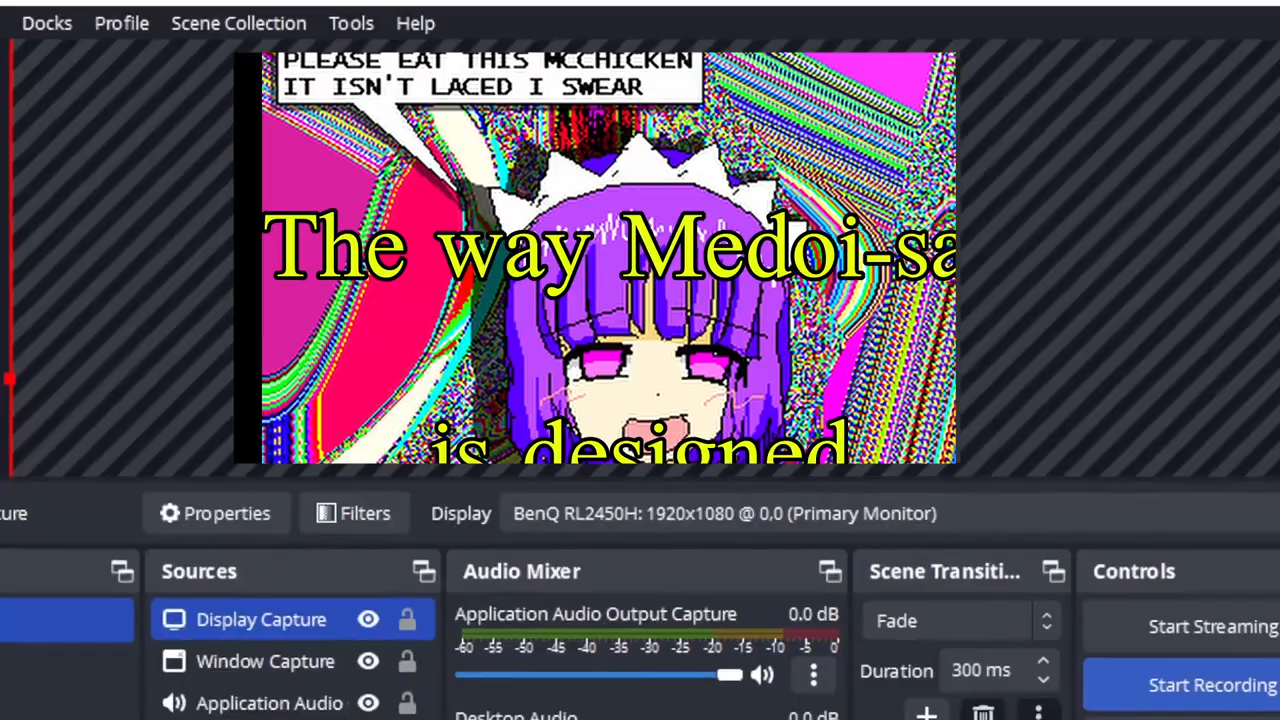 Docks Profile Scene Collection Tools Help
PLEASE EAT THIS MCCHICKEN
IT ISN'T LACED I SWEAR
The way Medoi-sa
is designed
ure Properties Filters Display BenQ RL2450H: 1920x1080 @ 0,0 (Primary Monitor)
Sources Audio Mixer Scene Transiti... Controls
Display Capture Application Audio Output Capture 0.0 dB Fade Start Streaming
-60 -55 -50 -45 -40 -35 -30 -25 -20 -15 -10 -5 0
Window Capture Duration 300 ms Start Recording
Application Audio Desktop Audio 0.0 dB